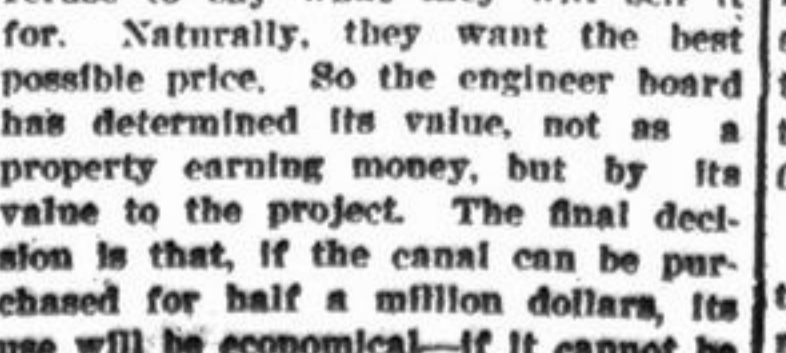 for. Naturally, they want the best
possible price. So the engineer board
has determined its value, not as a
property earning money, but by its
value to the project. The final deci-
sion is that, if the canal can be pur-
chased for half a million dollars, its
use will be economical—if it cannot be